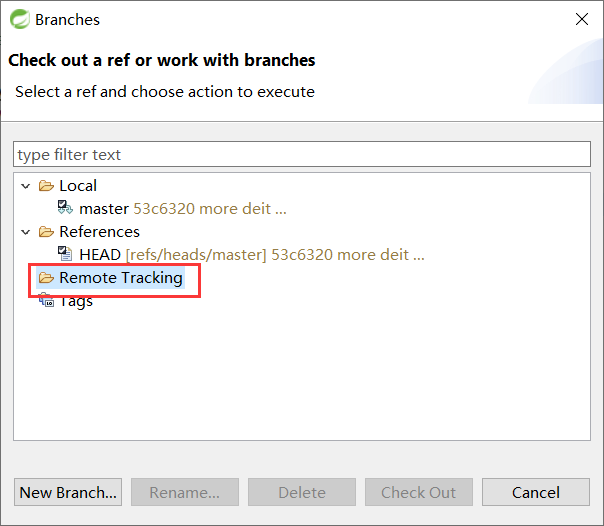 Branches
Check out a ref or work with branches
Select a ref and choose action to execute
type filter text
Local
master 53c6320 more deit ...
References
HEAD [refs/heads/master] 53c6320 more deit ...
Remote Tracking
Tags
New Branch... Rename... Delete Check Out Cancel